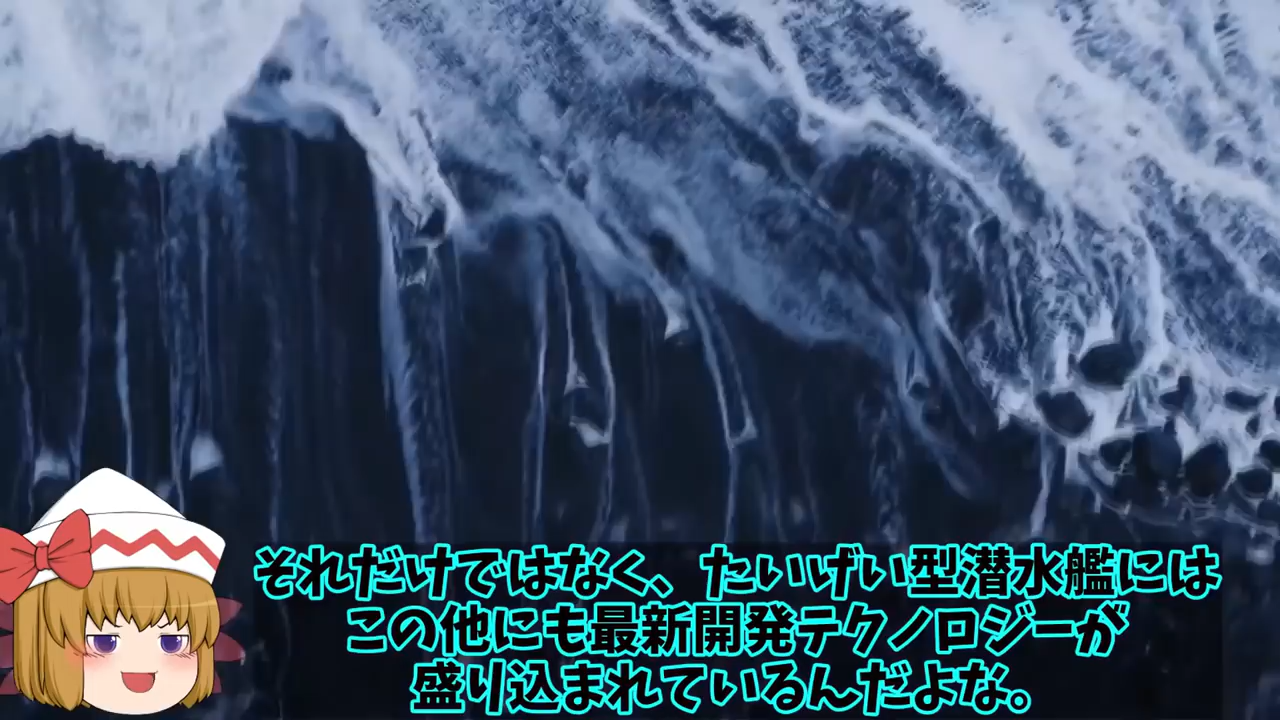 それだけではなく、たいげい型潜水艦には
この他にも最新開発テクノロジーが
盛り込まれているんだよな。